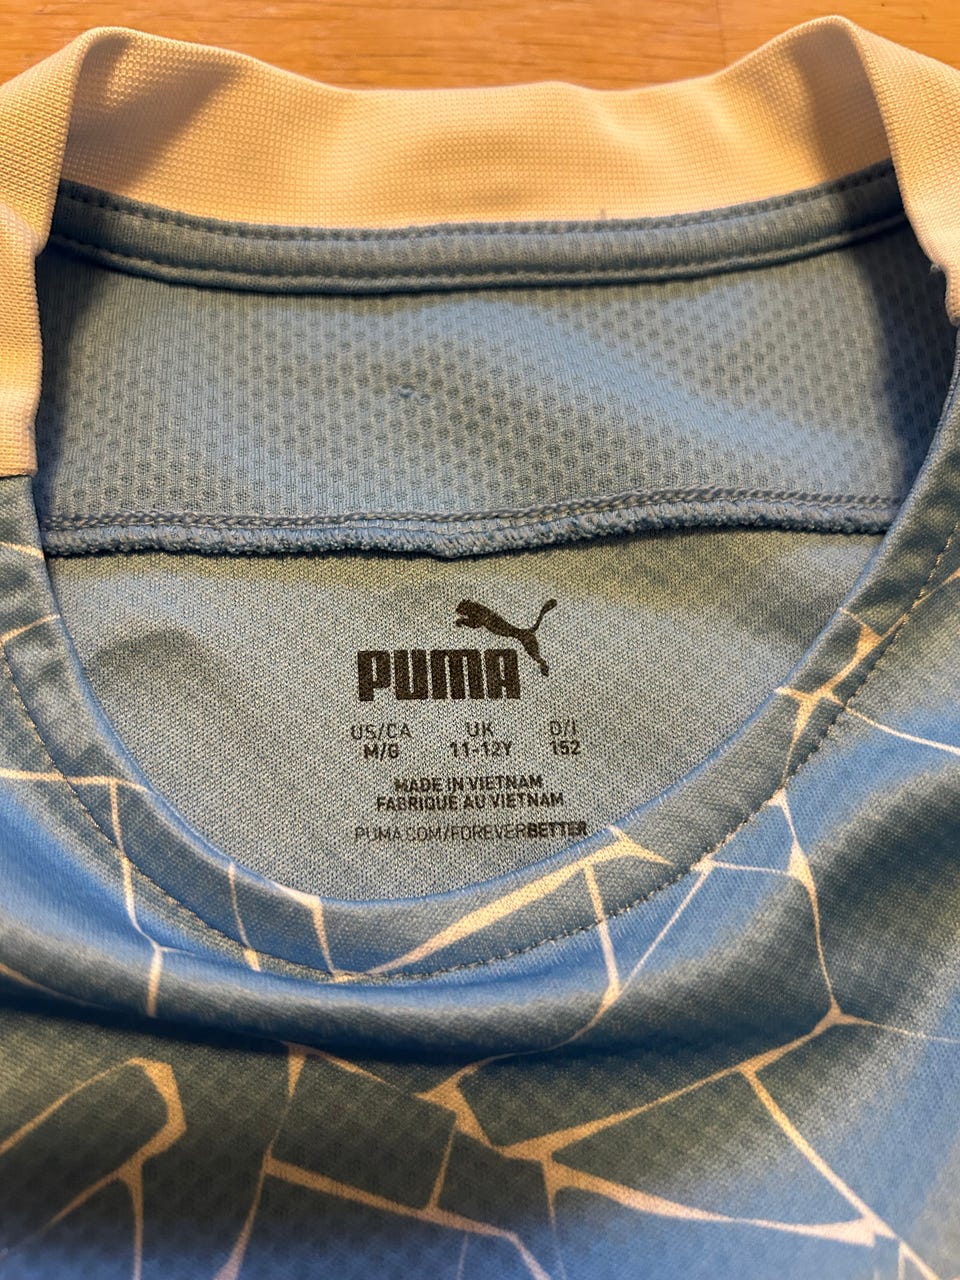 PUMA
US/CA UK D/I
M/G 11-12Y 152
MADE IN VIETNAM
FABRIQUE AU VIETNAM
PUMA.COM/FOREVERBETTER